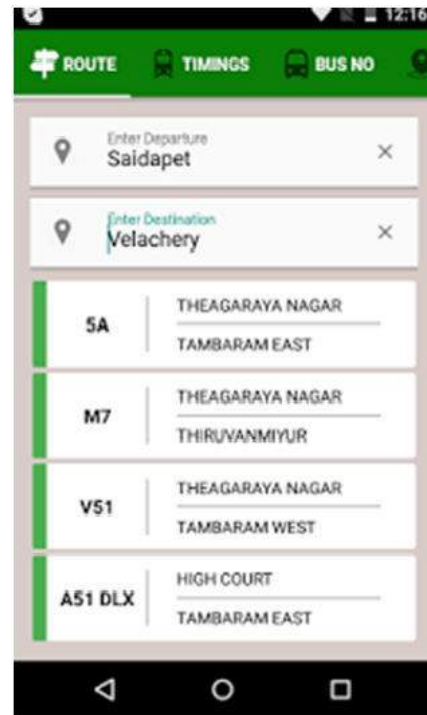 12:16
ROUTE TIMINGS BUS NO
Enter Departure
Saidapet
Enter Destination
Velachery
5A
THEAGARAYA NAGAR
TAMBARAM EAST
M7
THEAGARAYA NAGAR
THIRUVANMIYUR
V51
THEAGARAYA NAGAR
TAMBARAM WEST
A51 DLX
HIGH COURT
TAMBARAM EAST